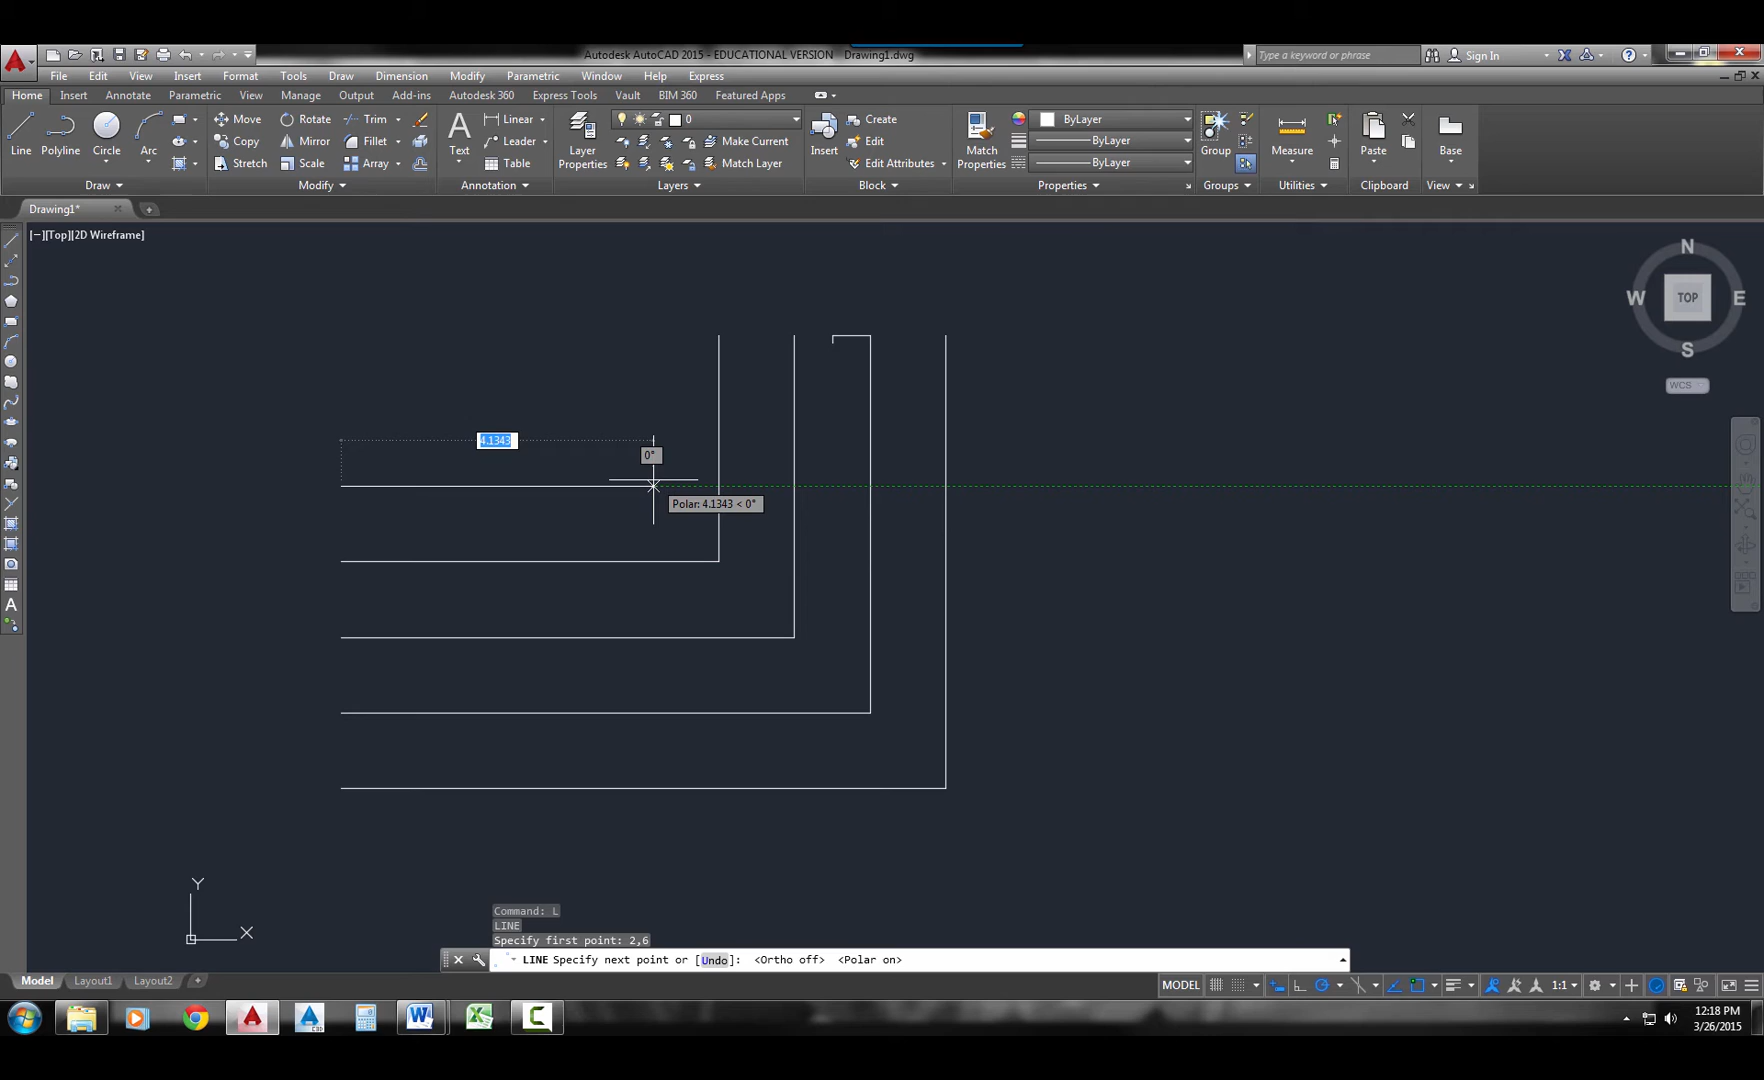 Autodesk AutoCAD 2015 - EDUCATIONAL VERSION Drawing1.dwg
Type a keyword or phrase
Sign In
File Edit View Insert Format Tools Draw Dimension Modify Parametric Window Help Express
Home Insert Annotate Parametric View Manage Output Add-ins Autodesk 360 Express Tools Vault BIM 360 Featured Apps
Move Rotate Trim Linear 0 Create ByLayer
Copy Mirror Fillet Leader Make Current Edit ByLayer
Line Polyline Circle Arc Text Layer Properties Insert Match Properties Group Measure Paste Base
Stretch Scale Array Table Match Layer Edit Attributes ByLayer
Draw Modify Annotation Layers Block Properties Groups Utilities Clipboard View
Drawing1*
[−][Top][2D Wireframe]
N
W TOP E
S
WCS
4.1343
0°
Polar: 4.1343 < 0°
Y
X
Command: L
LINE
Specify first point: 2,6
LINE Specify next point or [Undo]: <Ortho off> <Polar on>
Model Layout1 Layout2
MODEL 1:1
A
C3D
12:18 PM
3/26/2015